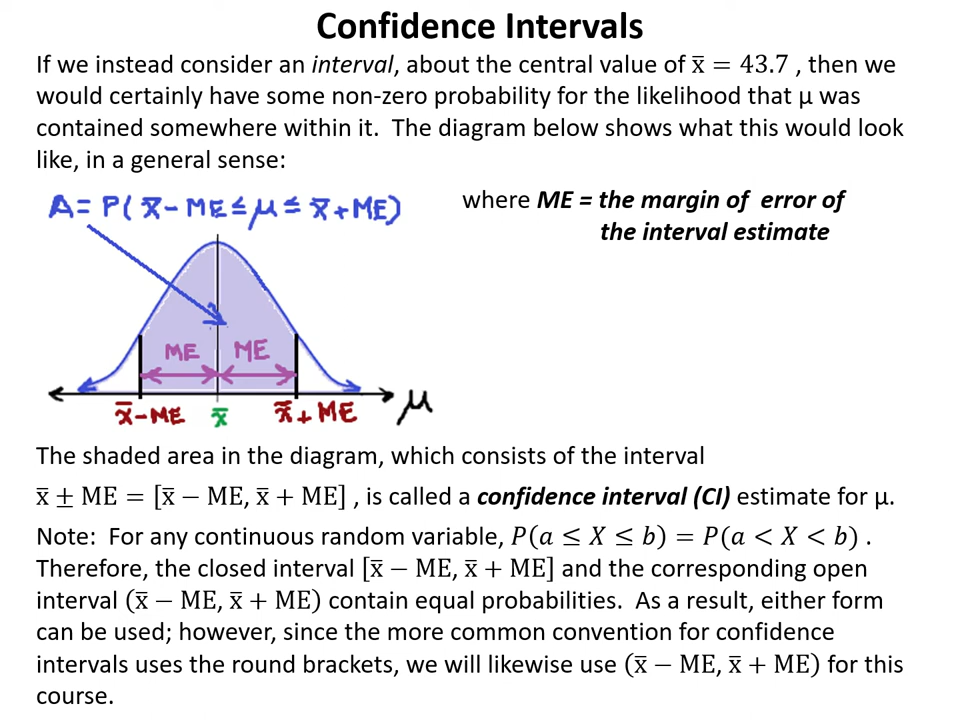 Confidence Intervals
If we instead consider an interval, about the central value of x̄ = 43.7 , then we
would certainly have some non-zero probability for the likelihood that μ was
contained somewhere within it.  The diagram below shows what this would look
like, in a general sense:
A= P( x̄ - ME ≤ μ ≤ x̄ + ME)
where ME = the margin of  error of
the interval estimate
ME ME
x̄ - ME x̄ x̄ + ME μ
The shaded area in the diagram, which consists of the interval
x̄ ± ME = [x̄ − ME, x̄ + ME] , is called a confidence interval (CI) estimate for μ.
Note:  For any continuous random variable, P(a ≤ X ≤ b) = P(a < X < b) .
Therefore, the closed interval [x̄ − ME, x̄ + ME] and the corresponding open
interval (x̄ − ME, x̄ + ME) contain equal probabilities.  As a result, either form
can be used; however, since the more common convention for confidence
intervals uses the round brackets, we will likewise use (x̄ − ME, x̄ + ME) for this
course.